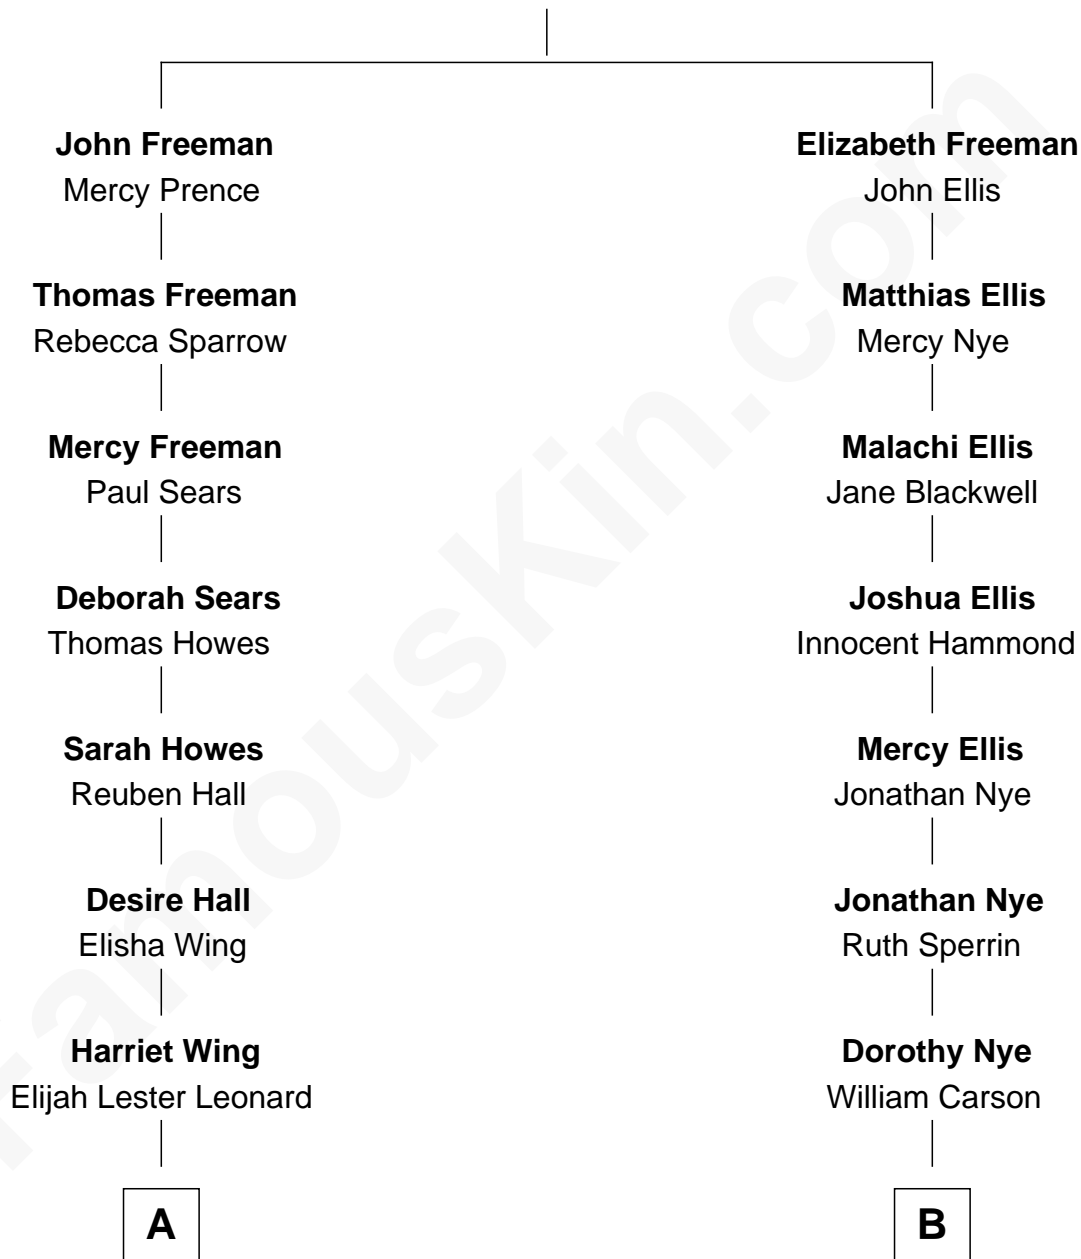 John Freeman
Mercy Prence
Thomas Freeman
Rebecca Sparrow
Mercy Freeman
Paul Sears
Deborah Sears
Thomas Howes
Sarah Howes
Reuben Hall
Desire Hall
Elisha Wing
Harriet Wing
Elijah Lester Leonard
A
Elizabeth Freeman
John Ellis
Matthias Ellis
Mercy Nye
Malachi Ellis
Jane Blackwell
Joshua Ellis
Innocent Hammond
Mercy Ellis
Jonathan Nye
Jonathan Nye
Ruth Sperrin
Dorothy Nye
William Carson
B
FamousKin.com